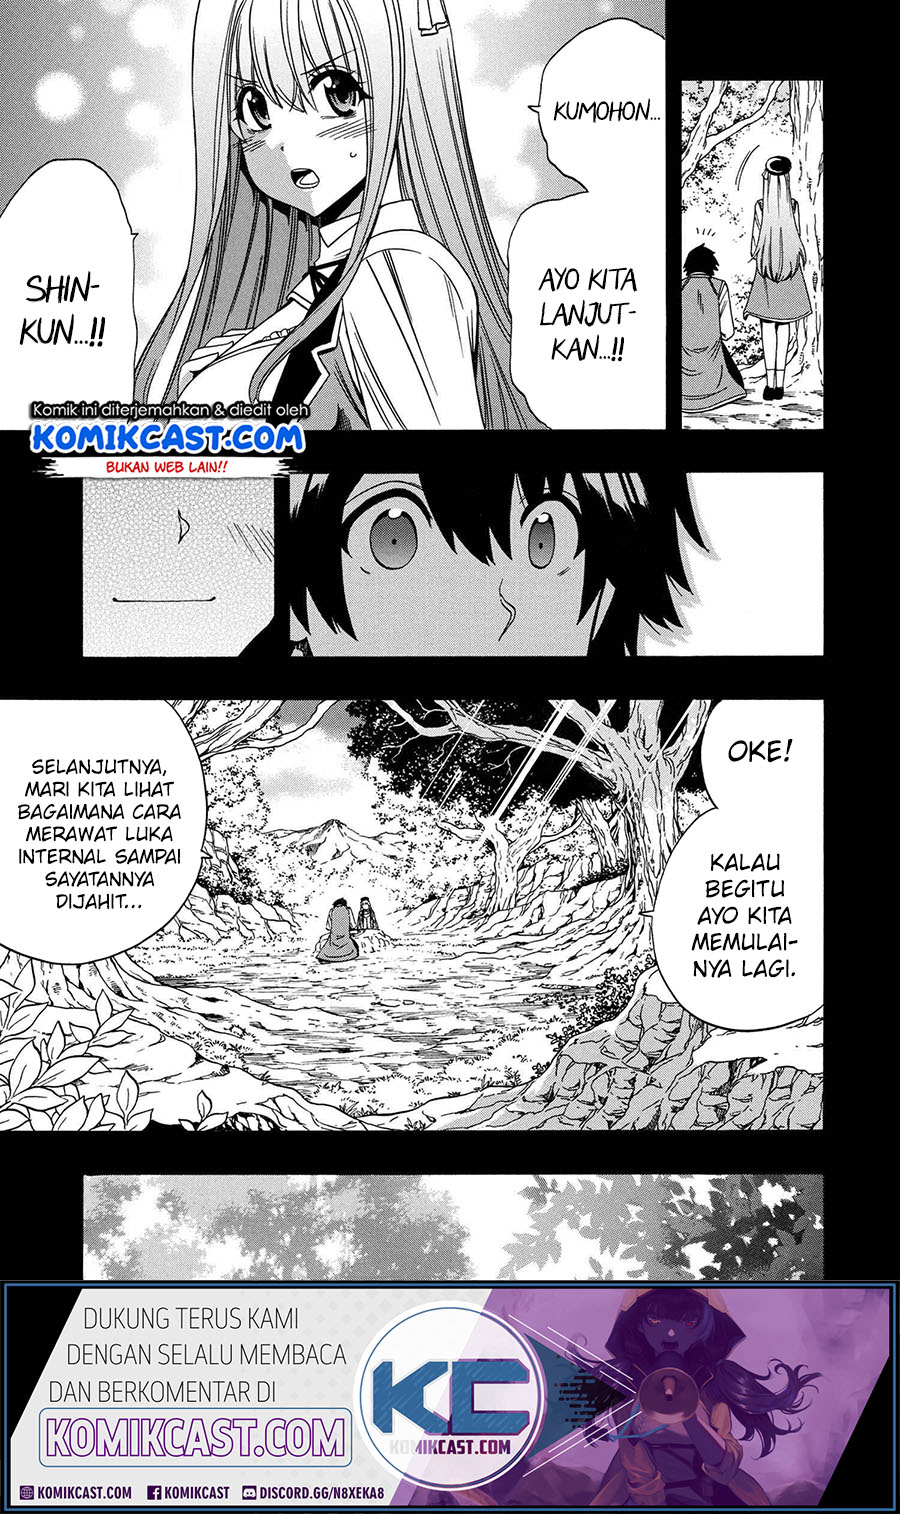 KUMOHON...
AYO KITA
LANJUT-
KAN...!!
SHIN-
KUN...!!
Komik ini diterjemahkan & diedit oleh
KOMIKCAST.COM
BUKAN WEB LAIN!!
OKE!
KALAU
BEGITU
AYO KITA
MEMULAI-
NYA LAGI.
SELANJUTNYA,
MARI KITA LIHAT
BAGAIMANA CARA
MERAWAT LUKA
INTERNAL SAMPAI
SAYATANNYA
DIJAHIT...
DUKUNG TERUS KAMI
DENGAN SELALU MEMBACA
DAN BERKOMENTAR DI
KOMIKCAST.COM
KC
KOMIKCAST.COM
KOMIKCAST.COM KOMIKCAST DISCORD.GG/N8XEKA8